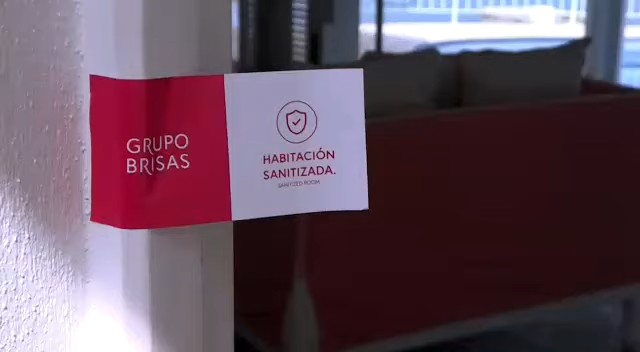 GRUPO
BRISAS
HABITACIÓN
SANITIZADA.
SANITIZED ROOM